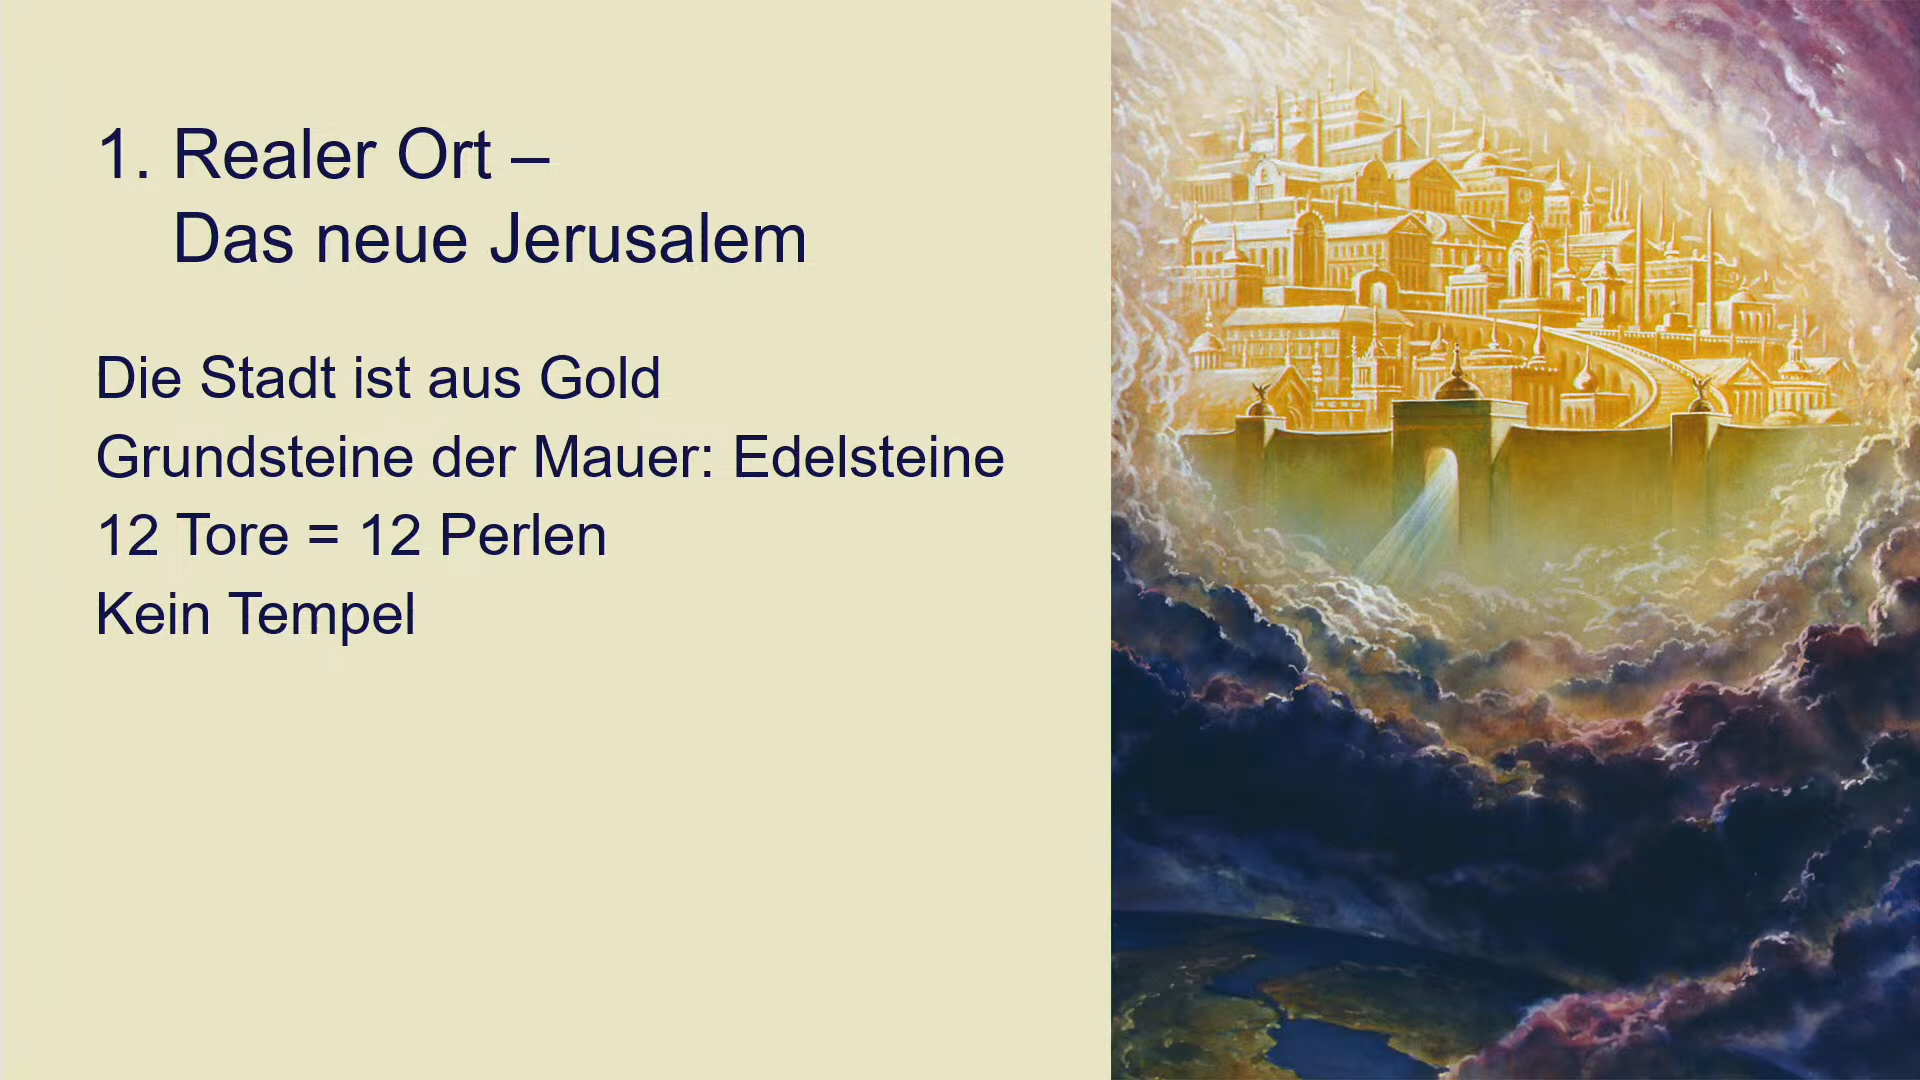 1. Realer Ort –
Das neue Jerusalem
Die Stadt ist aus Gold
Grundsteine der Mauer: Edelsteine
12 Tore = 12 Perlen
Kein Tempel